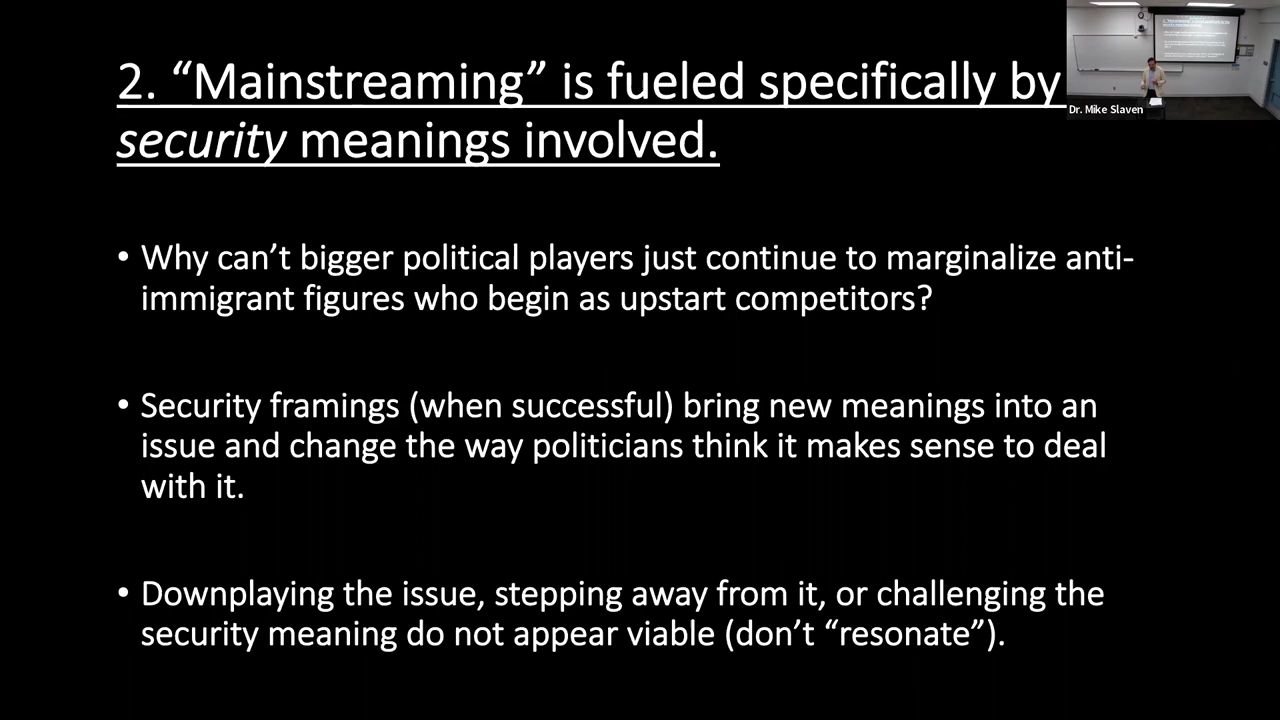 2. “Mainstreaming” is fueled specifically by
security meanings involved.
• Why can’t bigger political players just continue to marginalize anti-
immigrant figures who begin as upstart competitors?
• Security framings (when successful) bring new meanings into an
issue and change the way politicians think it makes sense to deal
with it.
• Downplaying the issue, stepping away from it, or challenging the
security meaning do not appear viable (don’t “resonate”).
Dr. Mike Slaven